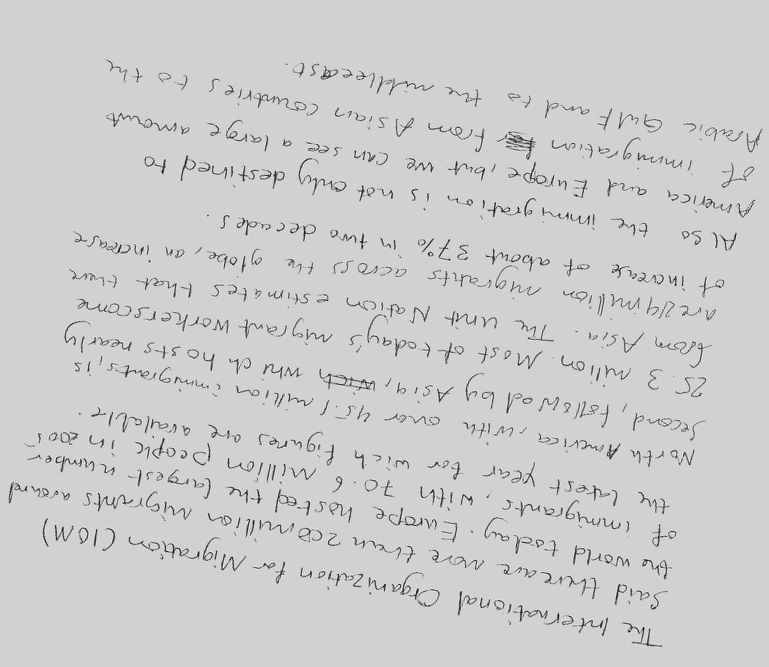 The International Organization for Migration (IOM)
said there are more than 200 million migrants around
the world today. Europe hosted the largest number
of immigrants, with 70.6 million people in 2005
the latest year for wich figures are available.
North America, with over 45.1 million immigrants, is
second, followed by Asia, which hosts nearly
25.3 million. Most of today's migrant workers come
from Asia. The Unit Nation estimates that there
are 214 million migrants across the globe, an increase
of increase of about 37% in two decades.
Also the immigration is not only destined to
America and Europe, but we can see a large amount
of immigration from Asian countries to the
Arabic Gulf and to the middle east.